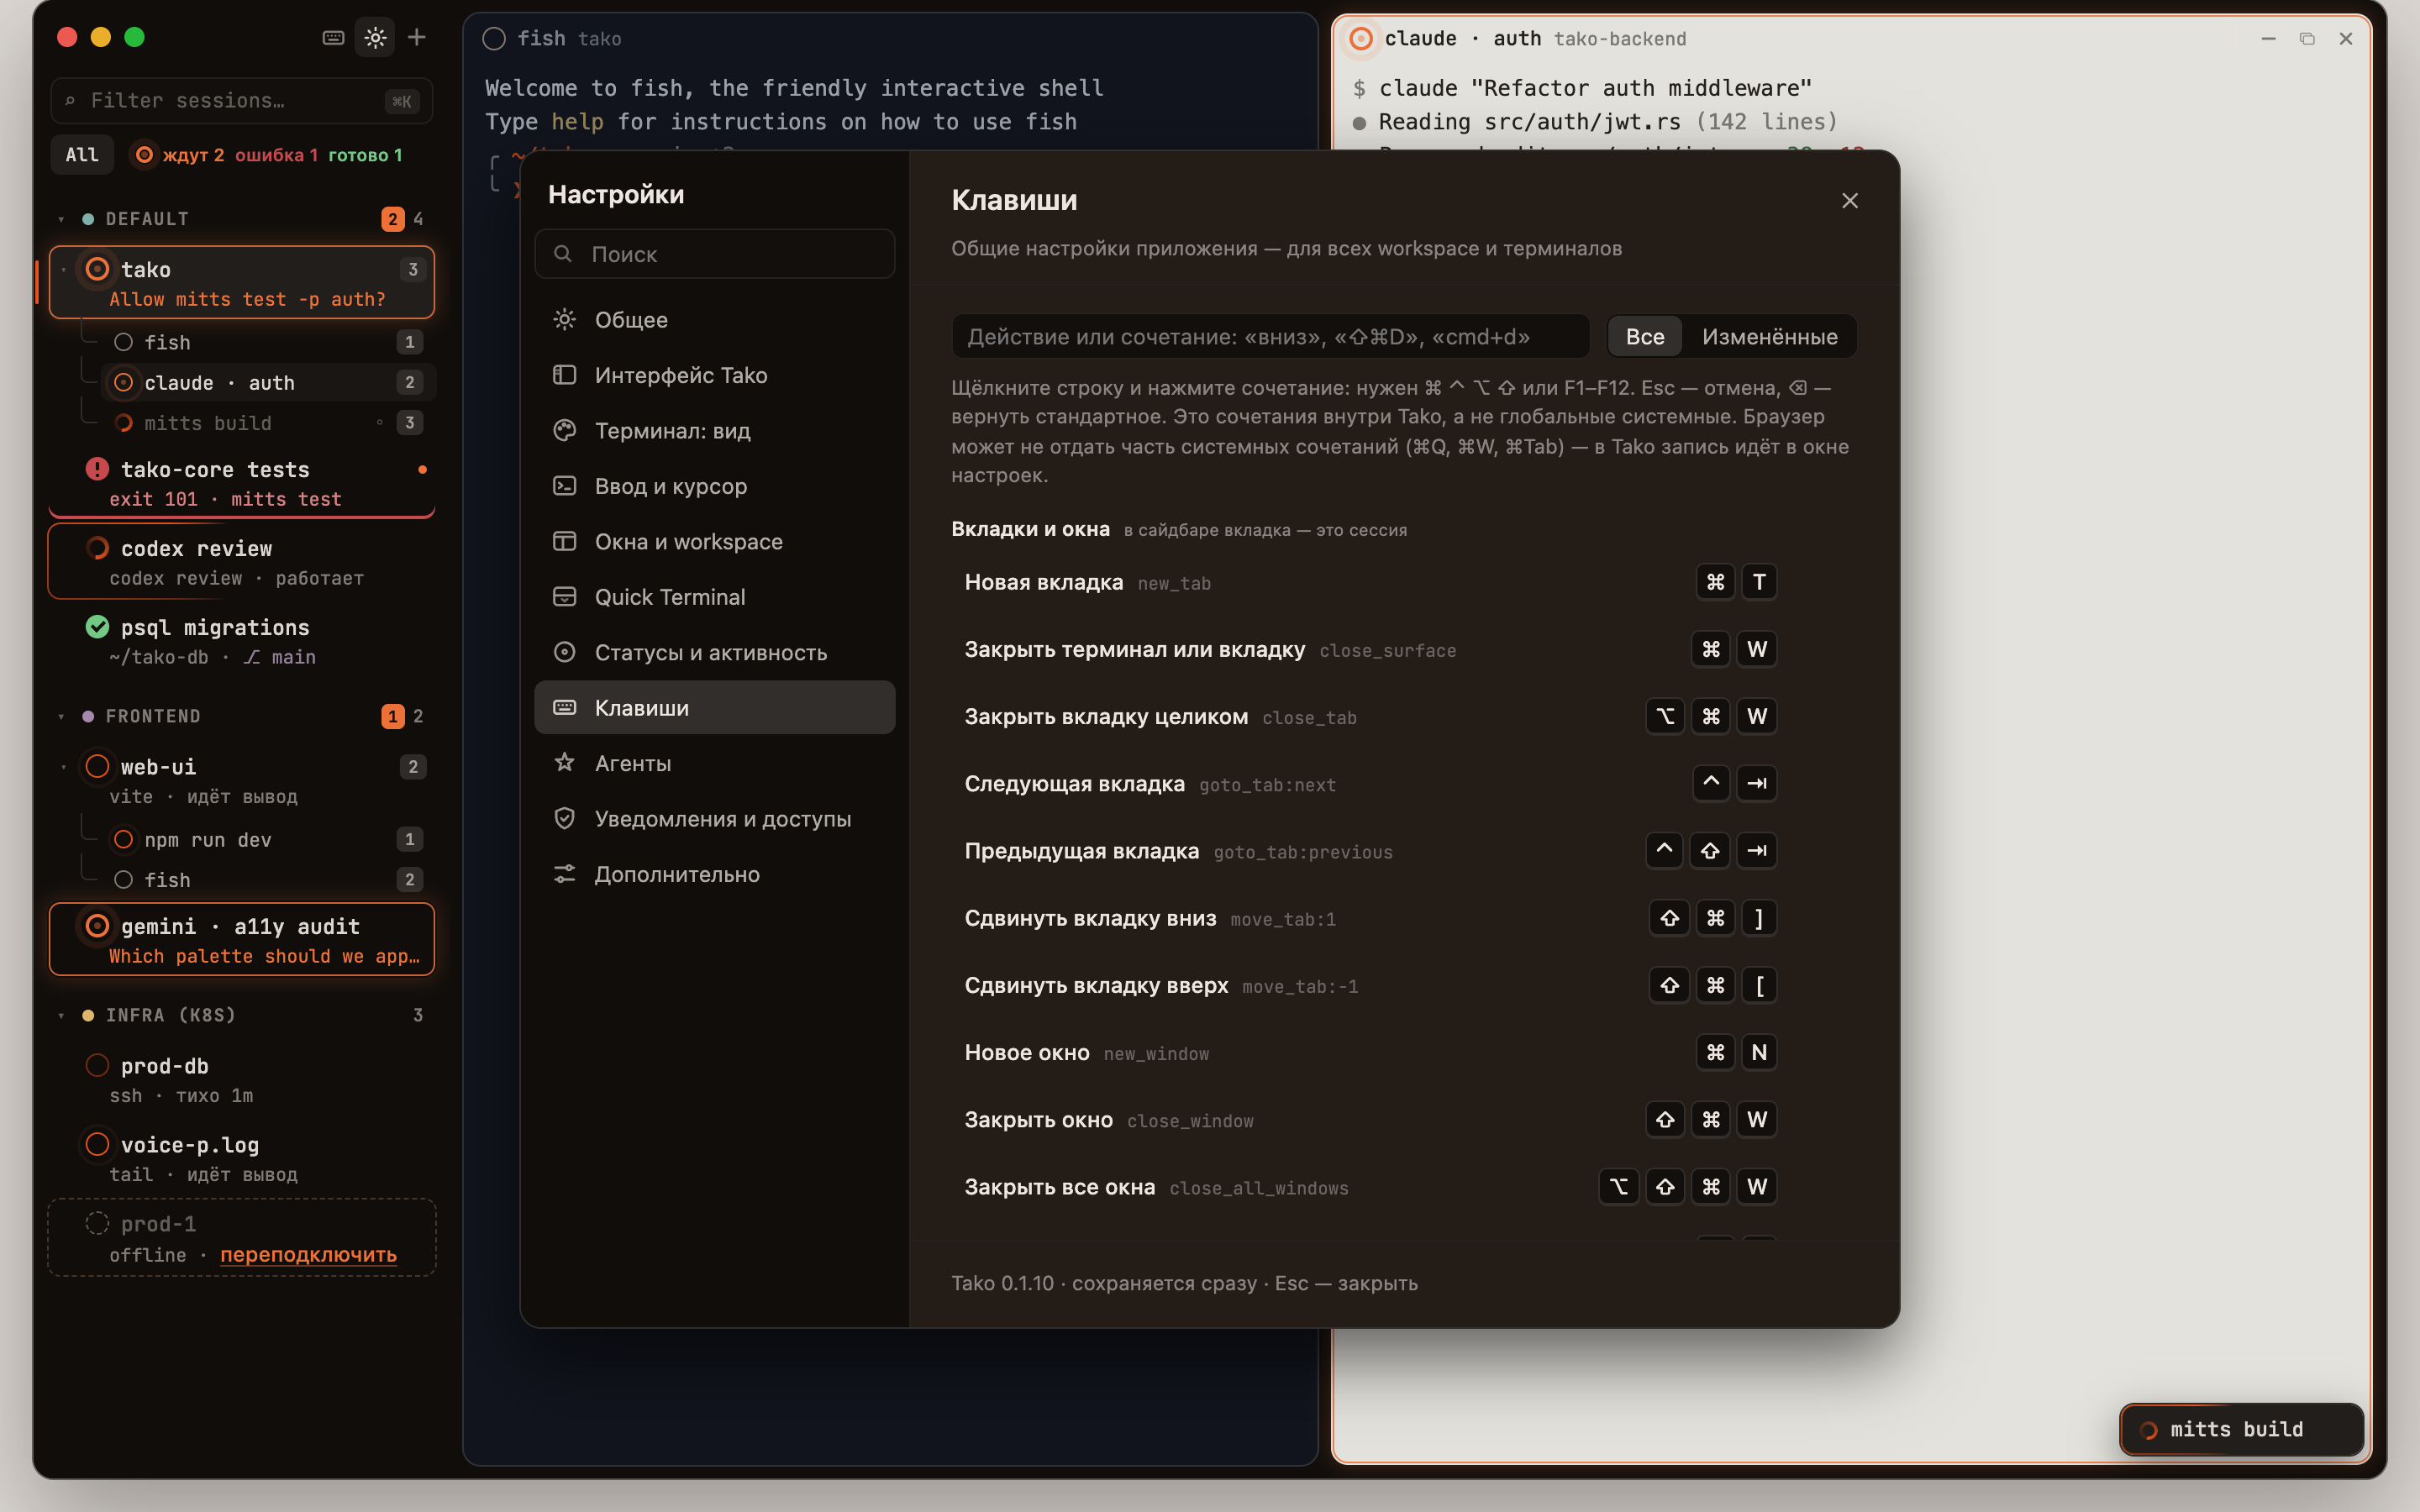 Filter sessions… ⌘K
All ждут 2 ошибка 1 готово 1
DEFAULT 2 4
tako 3
Allow mitts test -p auth?
fish 1
claude · auth 2
mitts build 3
tako-core tests
exit 101 · mitts test
codex review
codex review · работает
psql migrations
~/tako-db · main
FRONTEND 1 2
web-ui 2
vite · идёт вывод
npm run dev 1
fish 2
gemini · a11y audit
Which palette should we app…
INFRA (K8S) 3
prod-db
ssh · тихо 1m
voice-p.log
tail · идёт вывод
prod-1
offline · переподключить
fish tako
Welcome to fish, the friendly interactive shell
Type help for instructions on how to use fish
claude · auth tako-backend
$ claude "Refactor auth middleware"
● Reading src/auth/jwt.rs (142 lines)
Настройки
Поиск
Общее
Интерфейс Tako
Терминал: вид
Ввод и курсор
Окна и workspace
Quick Terminal
Статусы и активность
Клавиши
Агенты
Уведомления и доступы
Дополнительно
Клавиши
Общие настройки приложения — для всех workspace и терминалов
Действие или сочетание: «вниз», «⇧⌘D», «cmd+d» Все Изменённые
Щёлкните строку и нажмите сочетание: нужен ⌘ ⌃ ⌥ ⇧ или F1–F12. Esc — отмена, ⌫ —
вернуть стандартное. Это сочетания внутри Tako, а не глобальные системные. Браузер
может не отдать часть системных сочетаний (⌘Q, ⌘W, ⌘Tab) — в Tako запись идёт в окне
настроек.
Вкладки и окна в сайдбаре вкладка — это сессия
Новая вкладка new_tab ⌘ T
Закрыть терминал или вкладку close_surface ⌘ W
Закрыть вкладку целиком close_tab ⌥ ⌘ W
Следующая вкладка goto_tab:next ⌃ ⇥
Предыдущая вкладка goto_tab:previous ⌃ ⇧ ⇥
Сдвинуть вкладку вниз move_tab:1 ⇧ ⌘ ]
Сдвинуть вкладку вверх move_tab:-1 ⇧ ⌘ [
Новое окно new_window ⌘ N
Закрыть окно close_window ⇧ ⌘ W
Закрыть все окна close_all_windows ⌥ ⇧ ⌘ W
Tako 0.1.10 · сохраняется сразу · Esc — закрыть
mitts build